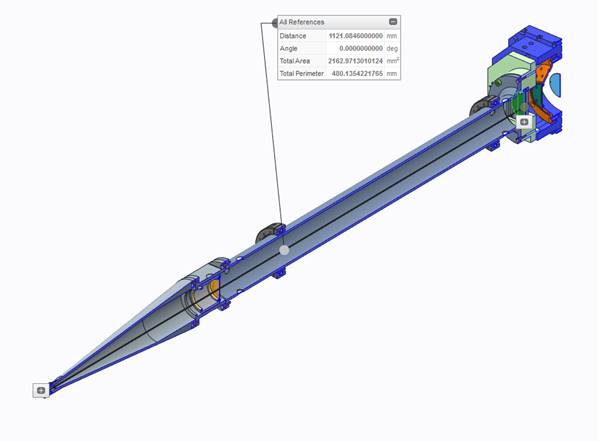 All References
Distance 1121.0846000000 mm
Angle 0.0000000000 deg
Total Area 2162.9713010124 mm²
Total Perimeter 480.1354221765 mm